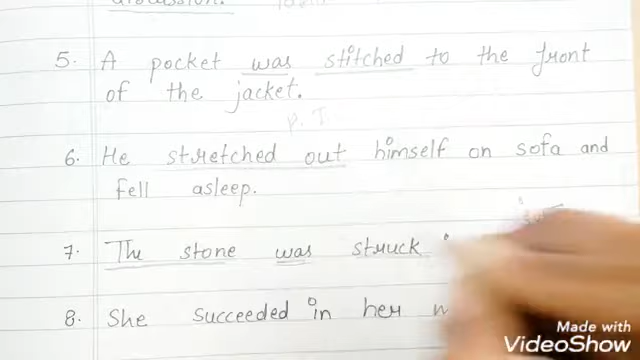 discussion.
5. A pocket was stitched to the front
of the jacket.
P. T.
6. He stretched out himself on sofa and
fell asleep.
7. The stone was struck
8. She succeeded in her
Made with
VideoShow